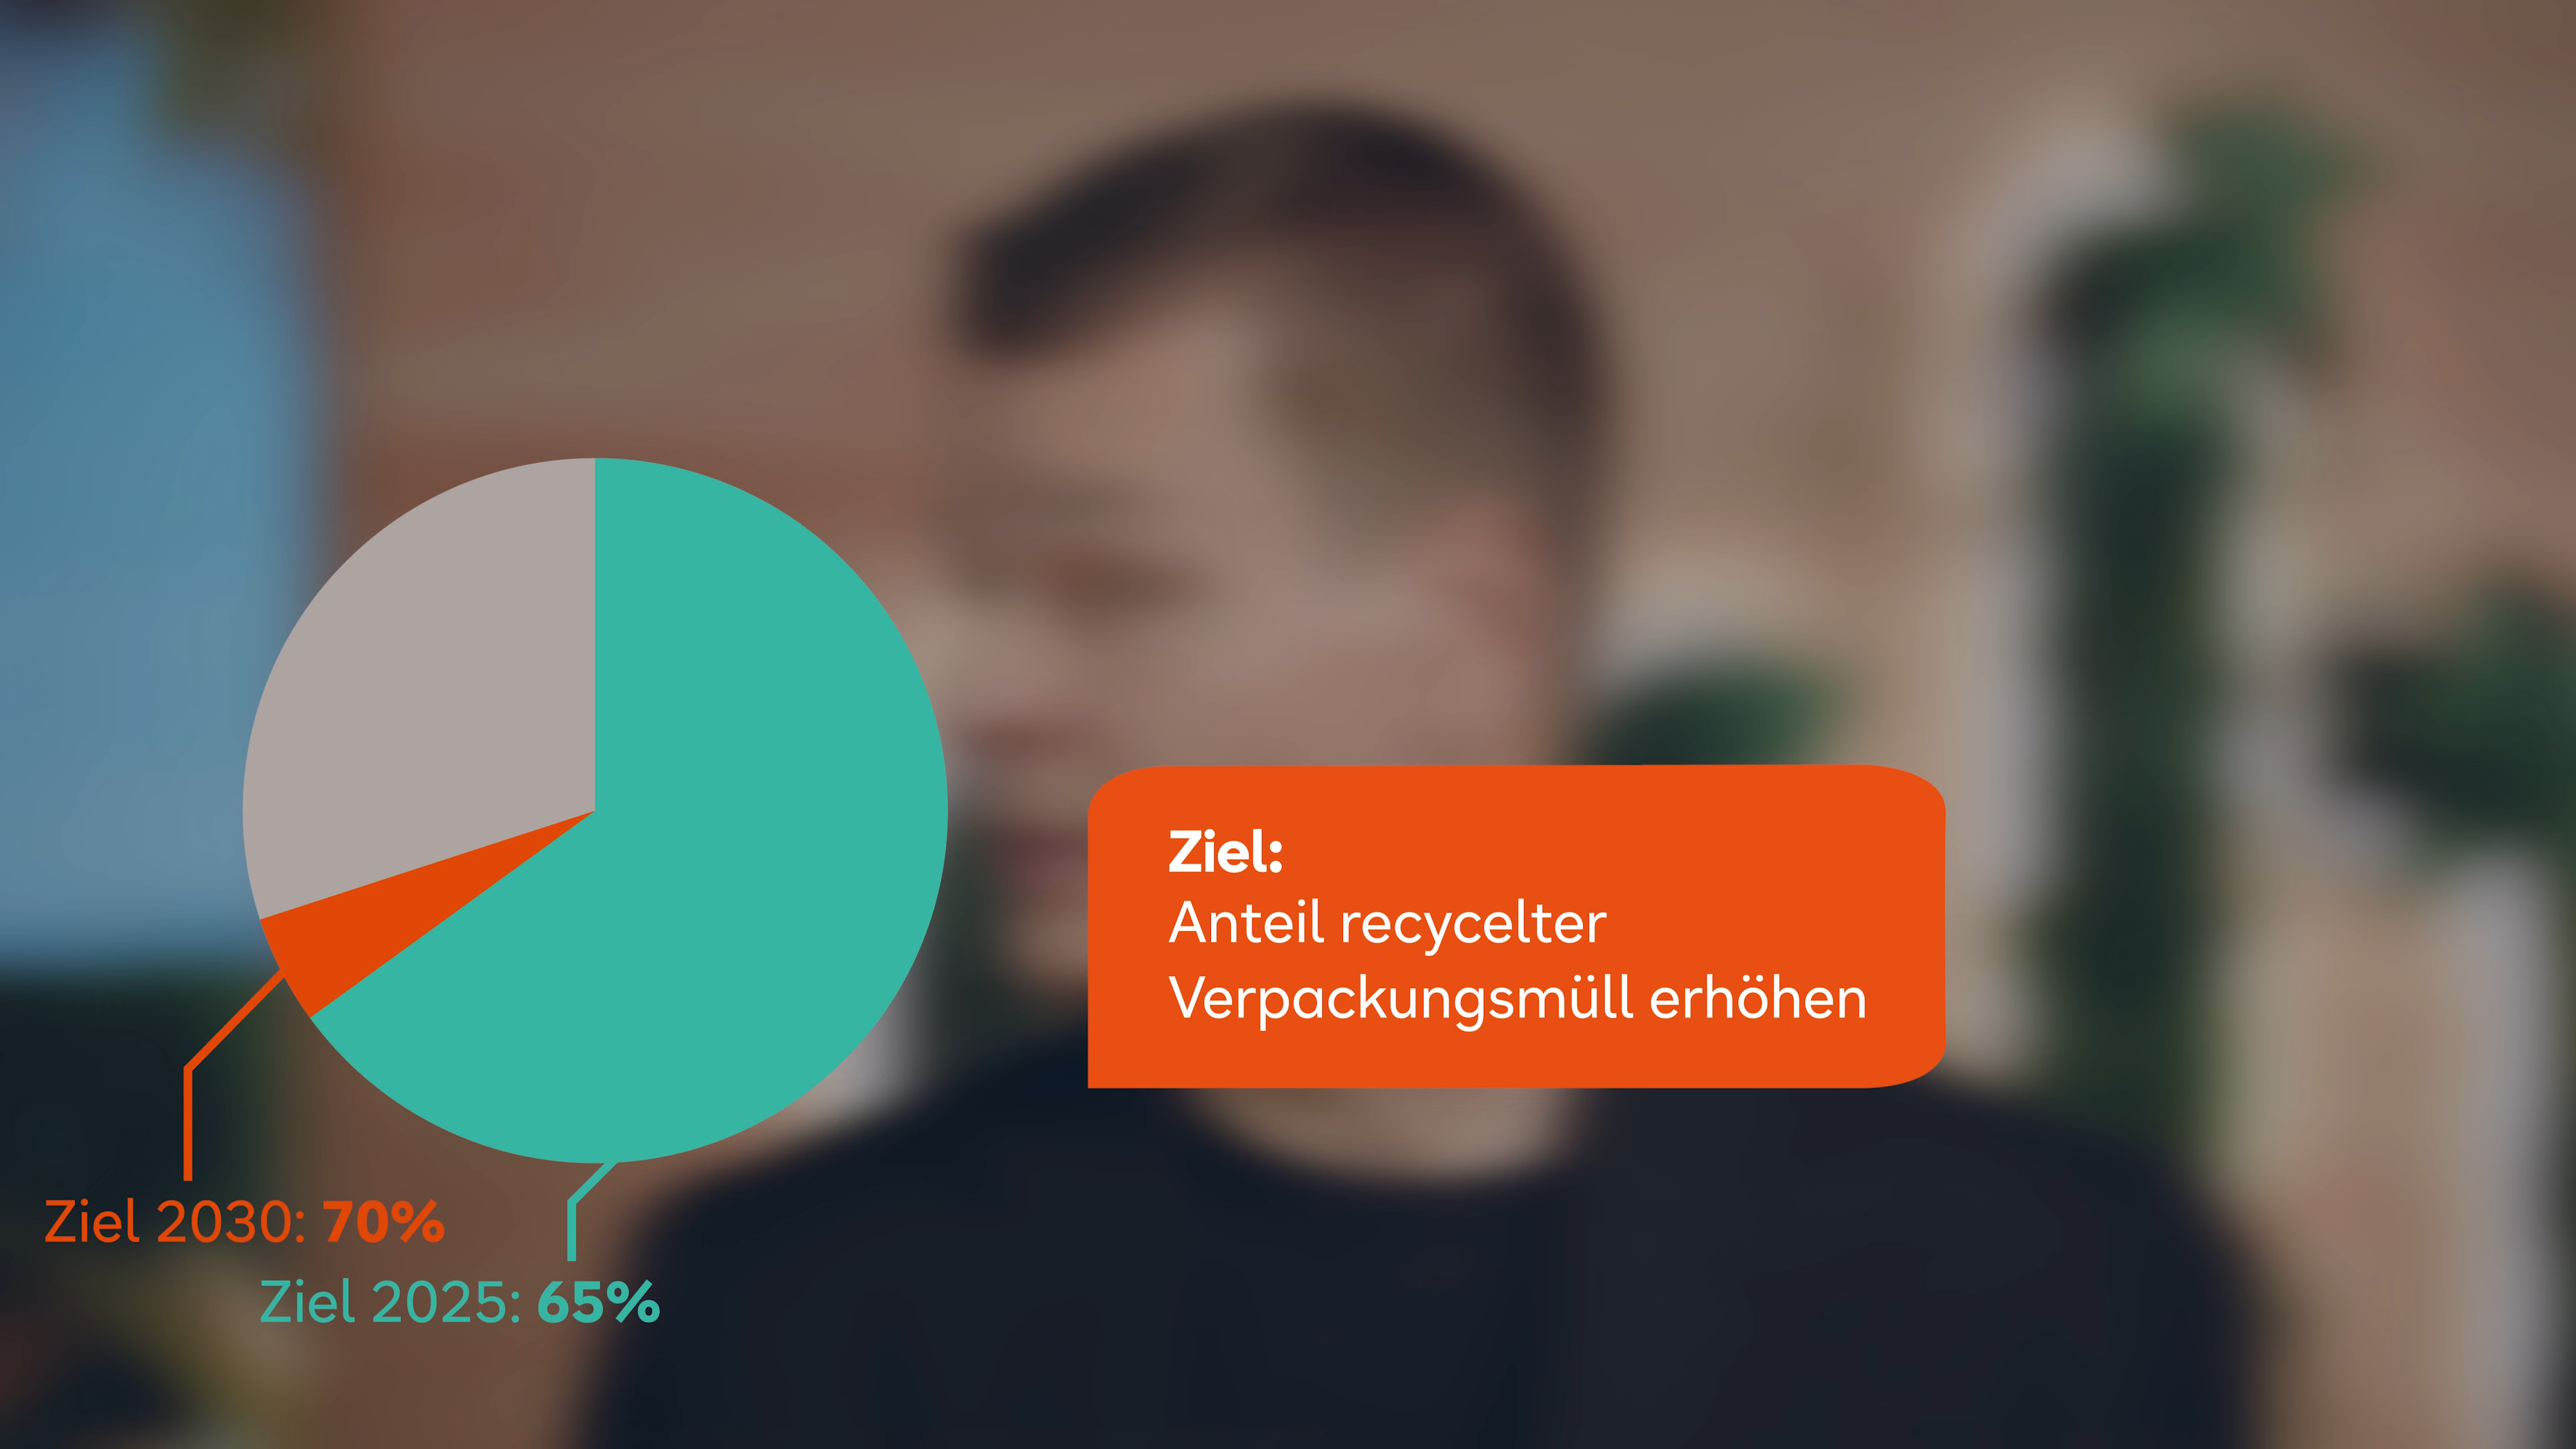 Ziel:
Anteil recycelter
Verpackungsmüll erhöhen
Ziel 2030: 70%
Ziel 2025: 65%